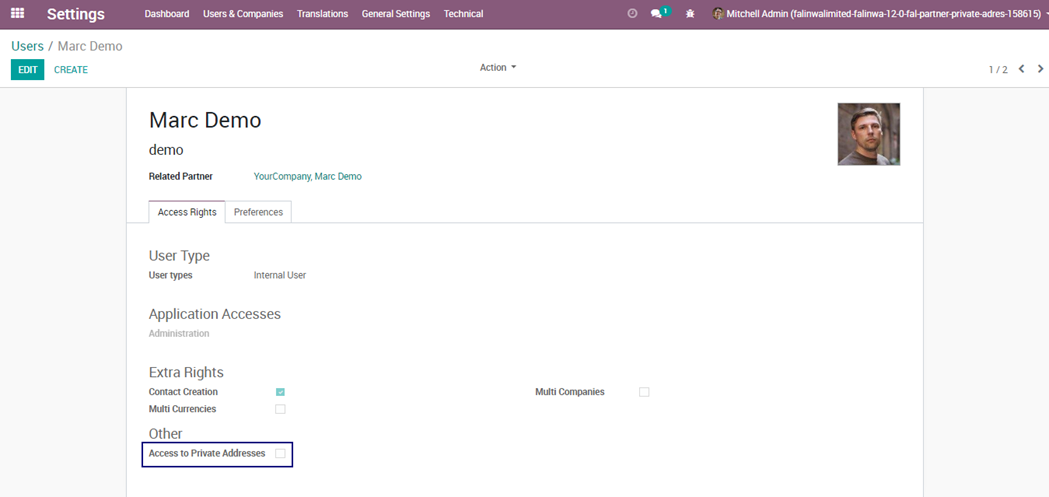 Settings Dashboard Users & Companies Translations General Settings Technical 1 Mitchell Admin (falinwalimited-falinwa-12-0-fal-partner-private-adres-158615)
Users / Marc Demo
EDIT CREATE Action 1 / 2
Marc Demo
demo
Related Partner YourCompany, Marc Demo
Access Rights Preferences
User Type
User types Internal User
Application Accesses
Administration
Extra Rights
Contact Creation Multi Companies
Multi Currencies
Other
Access to Private Addresses